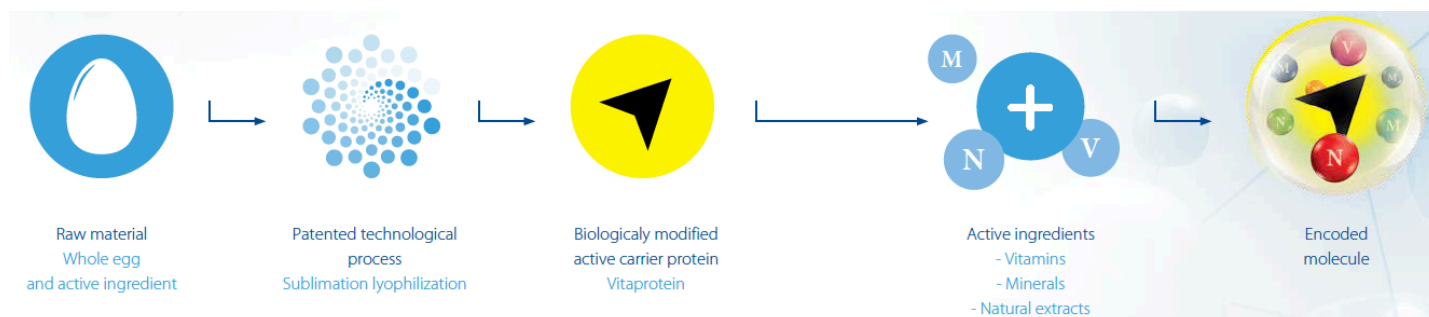 M
N
V
V
M
M
N
M
N
Raw material
Whole egg
and active ingredient
Patented technological
process
Sublimation lyophilization
Biologicaly modified
active carrier protein
Vitaprotein
Active ingredients
- Vitamins
- Minerals
- Natural extracts
Encoded
molecule